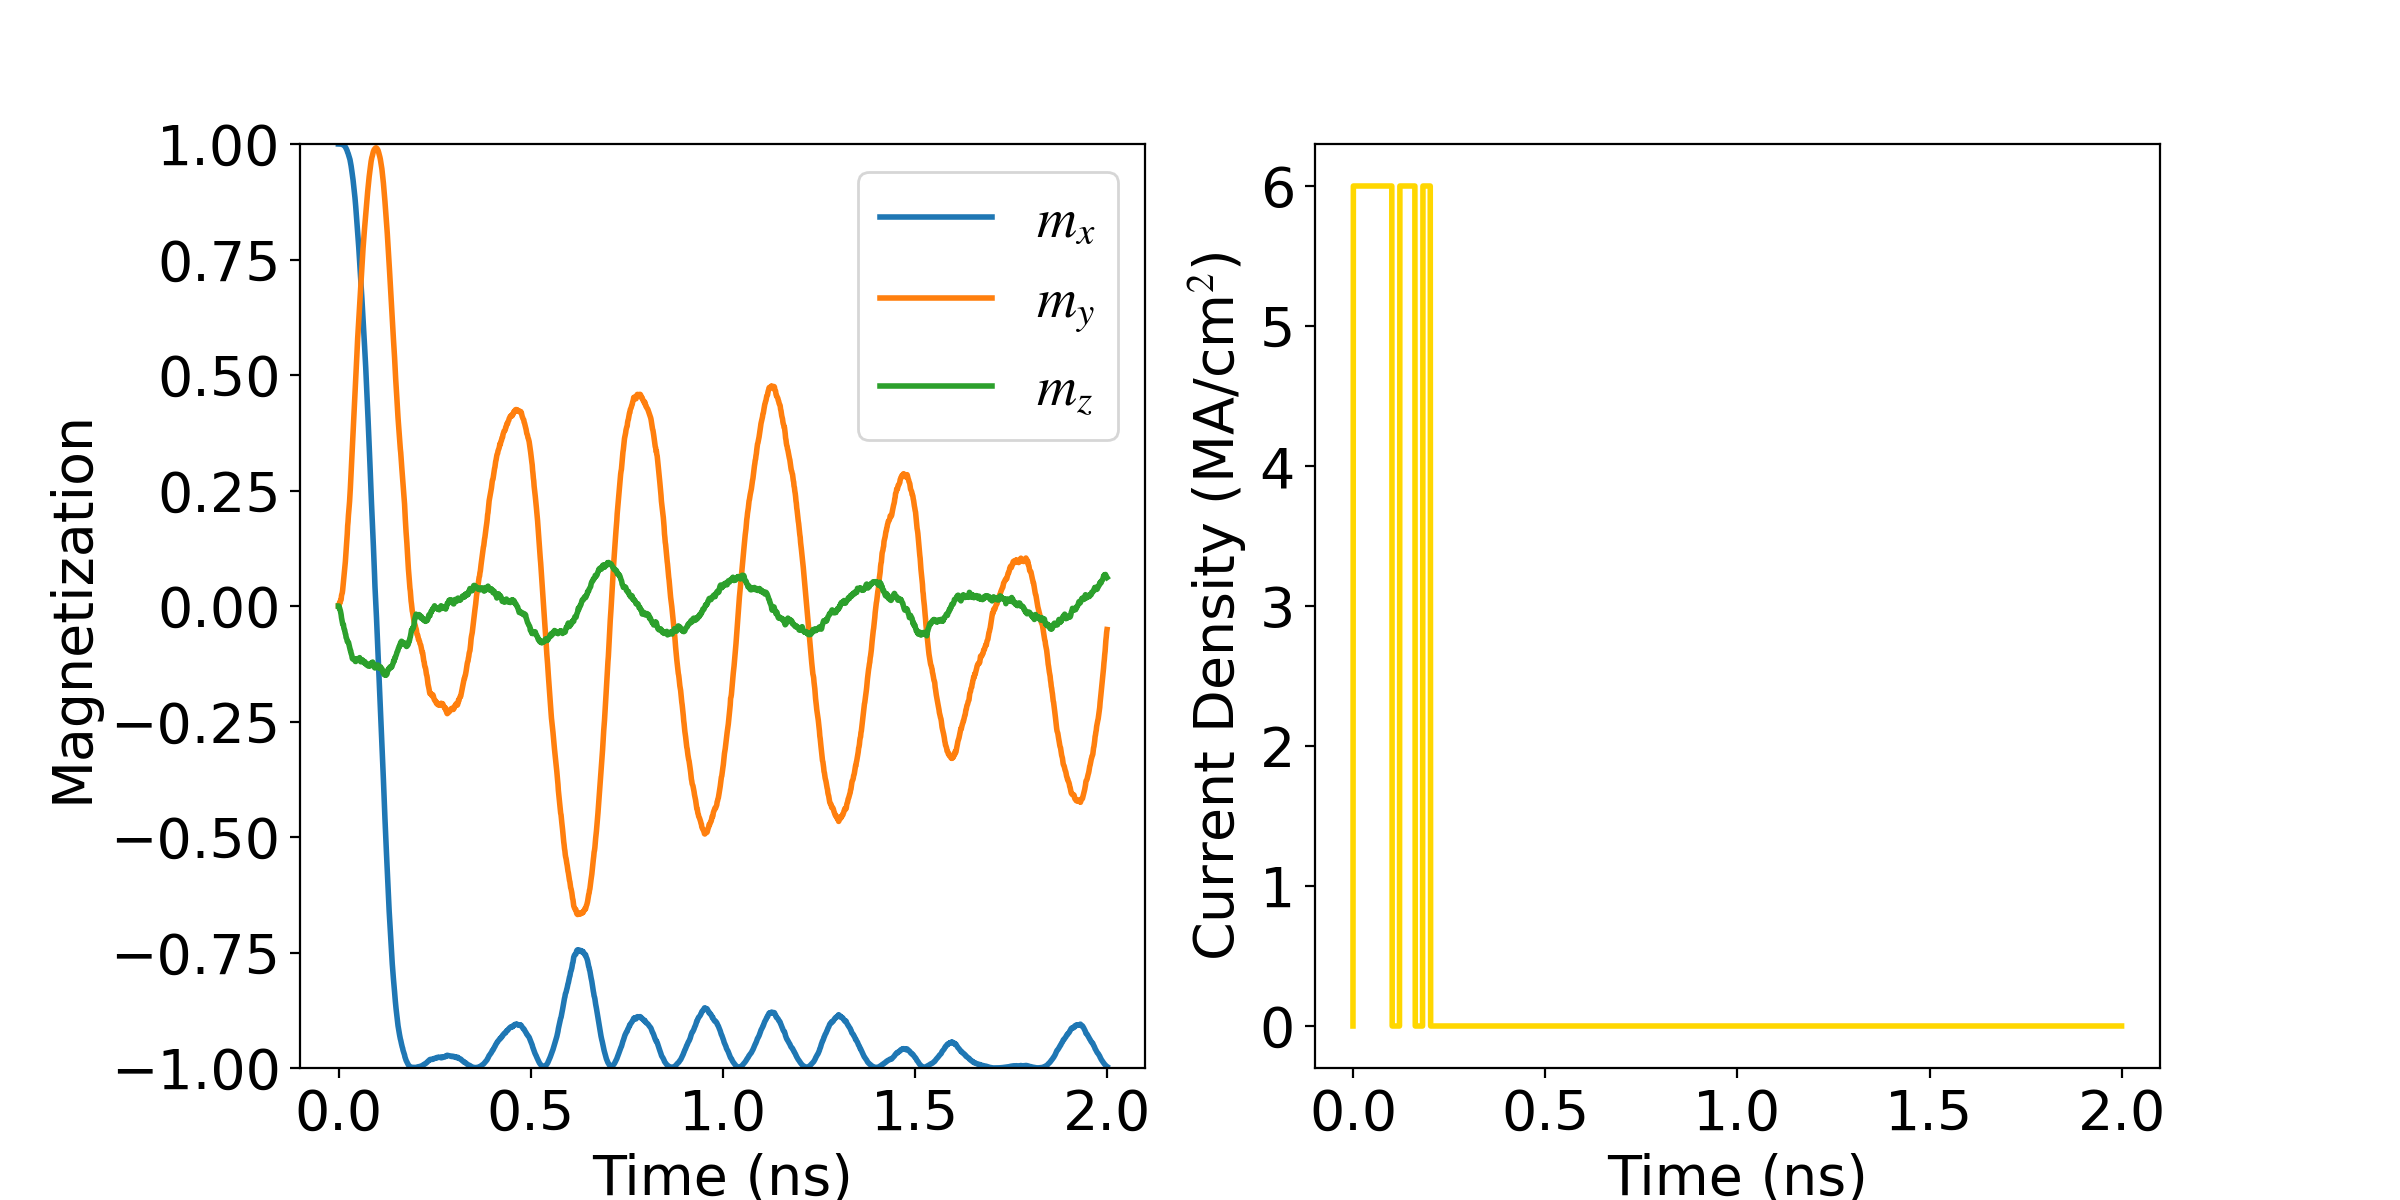 1.00
0.75
0.50
0.25
0.00
−0.25
−0.50
−0.75
−1.00
Magnetization
0.0 0.5 1.0 1.5 2.0
Time (ns)
m_x
m_y
m_z
6
5
4
3
2
1
0
Current Density (MA/cm²)
0.0 0.5 1.0 1.5 2.0
Time (ns)